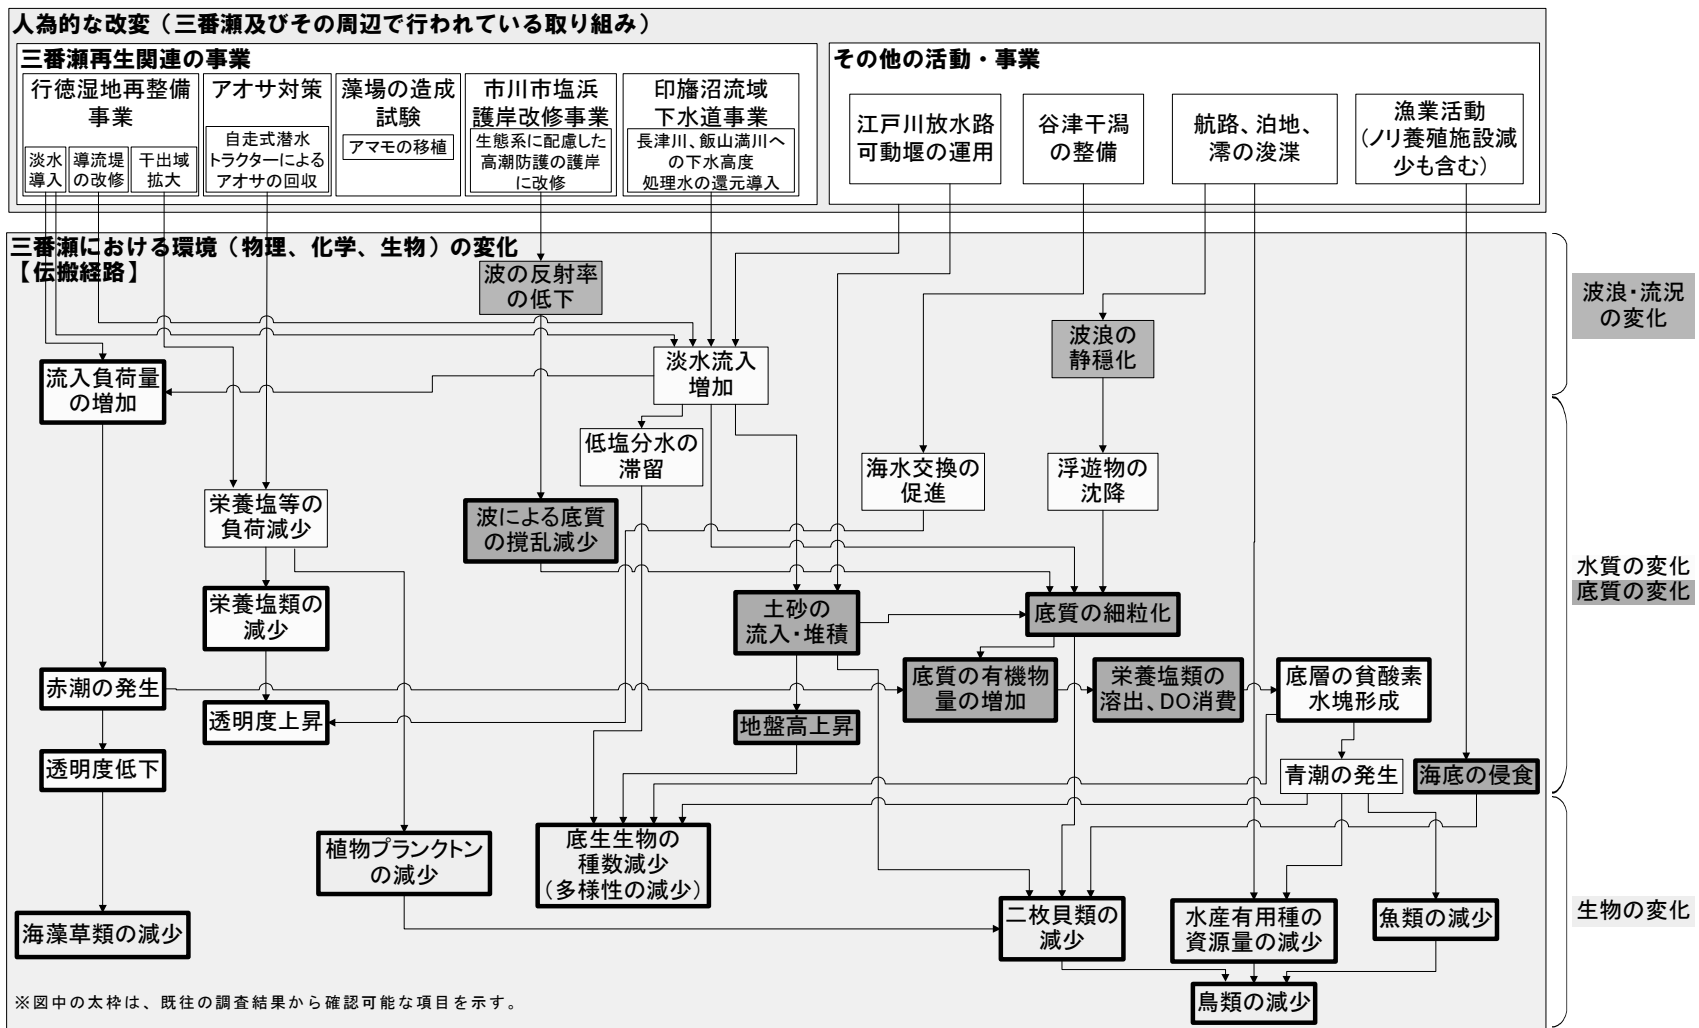 人為的な改変（三番瀬及びその周辺で行われている取り組み）
三番瀬再生関連の事業
行徳湿地再整備
事業
淡水
導入
導流堤
の改修
干出域
拡大
アオサ対策
自走式潜水
トラクターによる
アオサの回収
藻場の造成
試験
アマモの移植
市川市塩浜
護岸改修事業
生態系に配慮した
高潮防護の護岸
に改修
印旛沼流域
下水道事業
長津川、飯山満川へ
の下水高度
処理水の還元導入
その他の活動・事業
江戸川放水路
可動堰の運用
谷津干潟
の整備
航路、泊地、
澪の浚渫
漁業活動
（ノリ養殖施設減
少も含む）
三番瀬における環境（物理、化学、生物）の変化
【伝搬経路】
波の反射率
の低下
波浪・流況
の変化
波浪の
静穏化
淡水流入
増加
流入負荷量
の増加
低塩分水の
滞留
海水交換の
促進
浮遊物の
沈降
栄養塩等の
負荷減少
波による底質
の撹乱減少
水質の変化
底質の変化
栄養塩類の
減少
土砂の
流入・堆積
底質の細粒化
赤潮の発生
底質の有機物
量の増加
栄養塩類の
溶出、DO消費
底層の貧酸素
水塊形成
透明度上昇
地盤高上昇
透明度低下
青潮の発生
海底の侵食
植物プランクトン
の減少
底生生物の
種数減少
（多様性の減少）
海藻草類の減少
二枚貝類の
減少
水産有用種の
資源量の減少
魚類の減少
生物の変化
鳥類の減少
※図中の太枠は、既往の調査結果から確認可能な項目を示す。